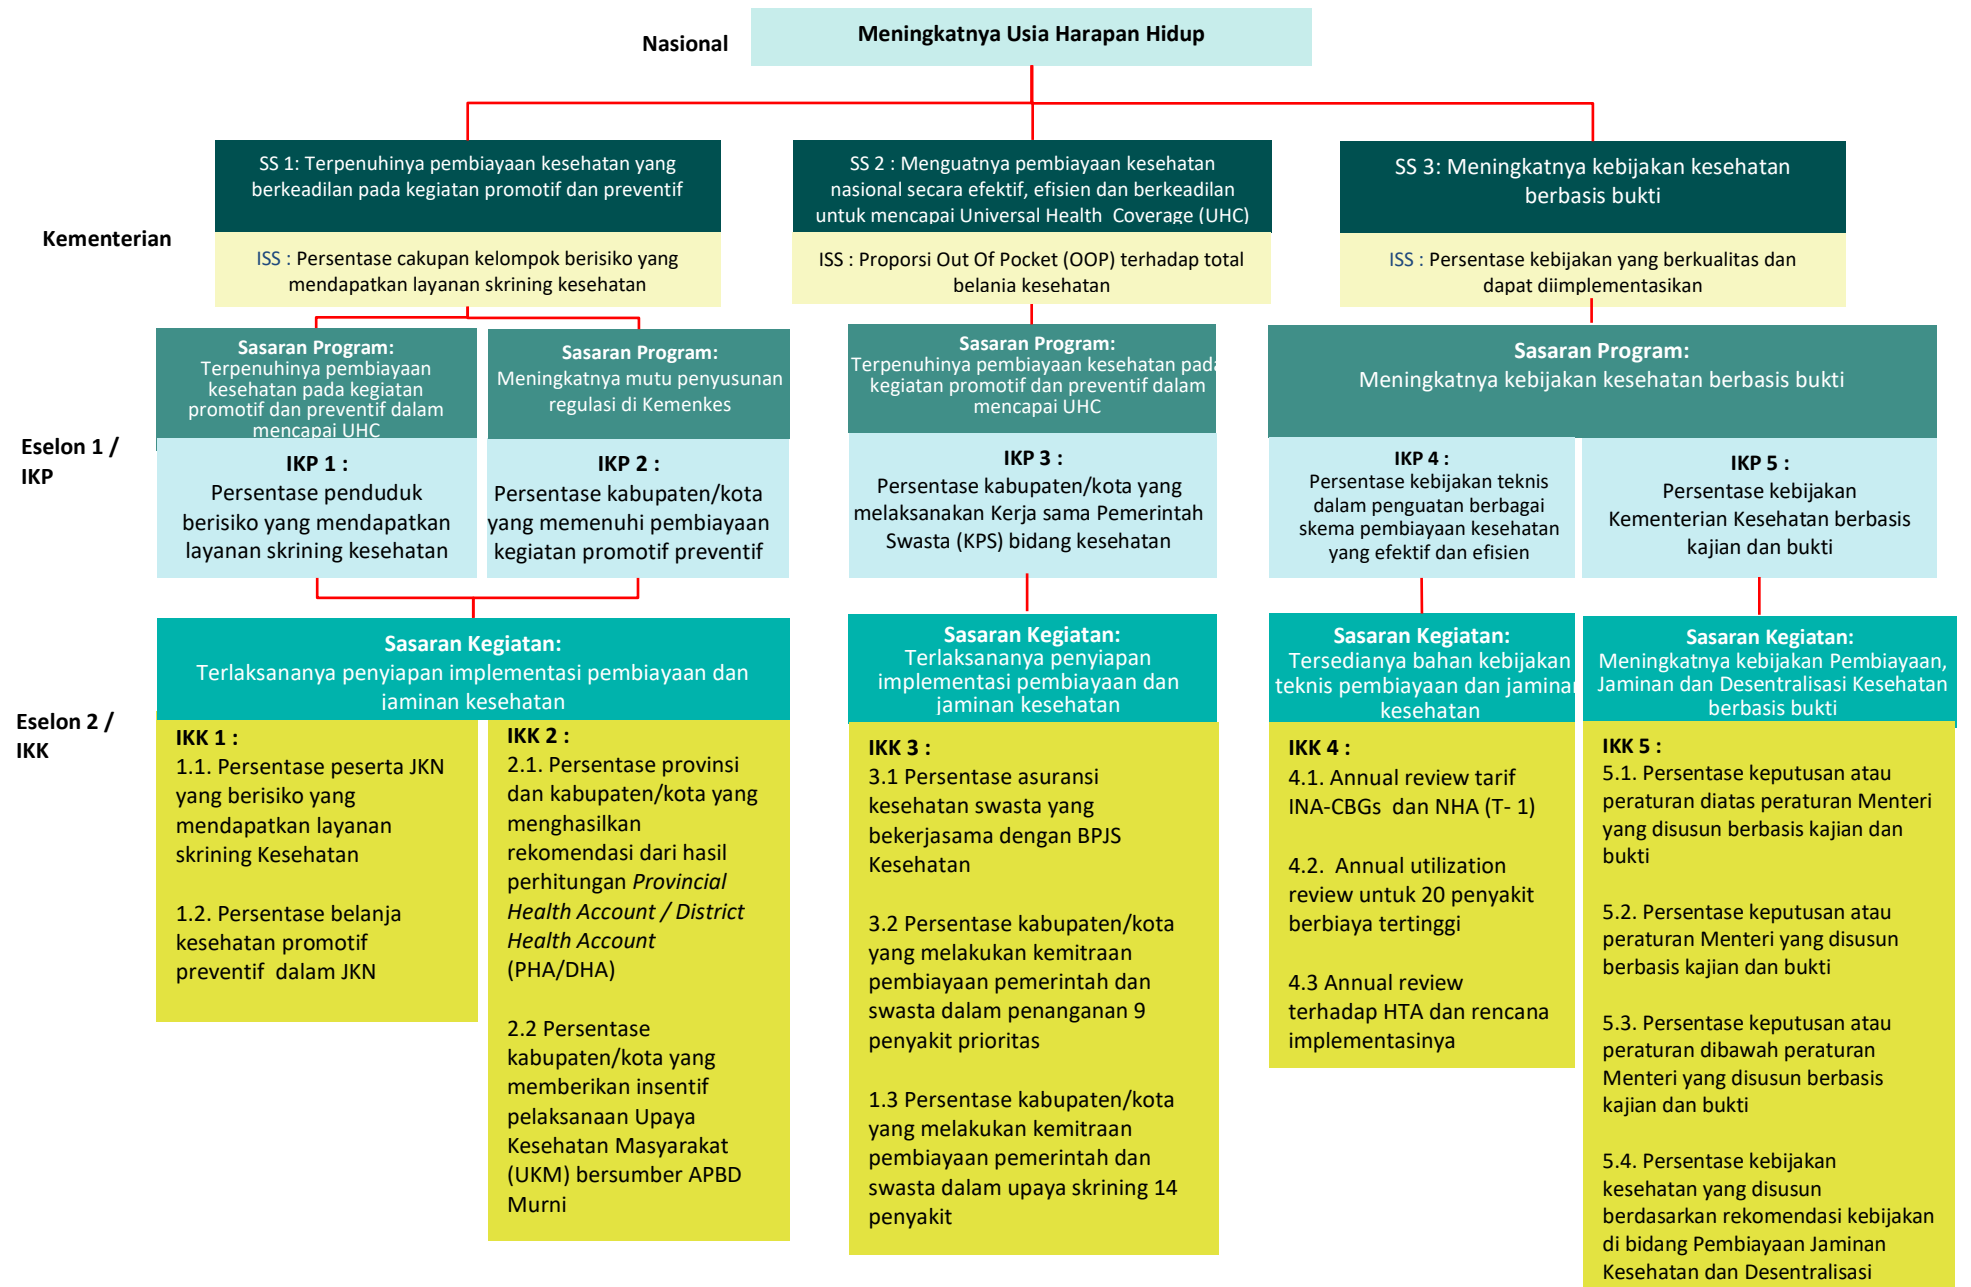 Nasional
Meningkatnya Usia Harapan Hidup
Kementerian
SS 1: Terpenuhinya pembiayaan kesehatan yang
berkeadilan pada kegiatan promotif dan preventif
ISS : Persentase cakupan kelompok berisiko yang
mendapatkan layanan skrining kesehatan
SS 2 : Menguatnya pembiayaan kesehatan
nasional secara efektif, efisien dan berkeadilan
untuk mencapai Universal Health Coverage (UHC)
ISS : Proporsi Out Of Pocket (OOP) terhadap total
belania kesehatan
SS 3: Meningkatnya kebijakan kesehatan
berbasis bukti
ISS : Persentase kebijakan yang berkualitas dan
dapat diimplementasikan
Eselon 1 /
IKP
Sasaran Program:
Terpenuhinya pembiayaan
kesehatan pada kegiatan
promotif dan preventif dalam
mencapai UHC
IKP 1 :
Persentase penduduk
berisiko yang mendapatkan
layanan skrining kesehatan
Sasaran Program:
Meningkatnya mutu penyusunan
regulasi di Kemenkes
IKP 2 :
Persentase kabupaten/kota
yang memenuhi pembiayaan
kegiatan promotif preventif
Sasaran Program:
Terpenuhinya pembiayaan kesehatan pada
kegiatan promotif dan preventif dalam
mencapai UHC
IKP 3 :
Persentase kabupaten/kota yang
melaksanakan Kerja sama Pemerintah
Swasta (KPS) bidang kesehatan
Sasaran Program:
Meningkatnya kebijakan kesehatan berbasis bukti
IKP 4 :
Persentase kebijakan teknis
dalam penguatan berbagai
skema pembiayaan kesehatan
yang efektif dan efisien
IKP 5 :
Persentase kebijakan
Kementerian Kesehatan berbasis
kajian dan bukti
Eselon 2 /
IKK
Sasaran Kegiatan:
Terlaksananya penyiapan implementasi pembiayaan dan
jaminan kesehatan
IKK 1 :
1.1. Persentase peserta JKN
yang berisiko yang
mendapatkan layanan
skrining Kesehatan
1.2. Persentase belanja
kesehatan promotif
preventif dalam JKN
IKK 2 :
2.1. Persentase provinsi
dan kabupaten/kota yang
menghasilkan
rekomendasi dari hasil
perhitungan Provincial
Health Account / District
Health Account
(PHA/DHA)
2.2 Persentase
kabupaten/kota yang
memberikan insentif
pelaksanaan Upaya
Kesehatan Masyarakat
(UKM) bersumber APBD
Murni
Sasaran Kegiatan:
Terlaksananya penyiapan
implementasi pembiayaan dan
jaminan kesehatan
IKK 3 :
3.1 Persentase asuransi
kesehatan swasta yang
bekerjasama dengan BPJS
Kesehatan
3.2 Persentase kabupaten/kota
yang melakukan kemitraan
pembiayaan pemerintah dan
swasta dalam penanganan 9
penyakit prioritas
1.3 Persentase kabupaten/kota
yang melakukan kemitraan
pembiayaan pemerintah dan
swasta dalam upaya skrining 14
penyakit
Sasaran Kegiatan:
Tersedianya bahan kebijakan
teknis pembiayaan dan jaminan
kesehatan
IKK 4 :
4.1. Annual review tarif
INA-CBGs dan NHA (T- 1)
4.2. Annual utilization
review untuk 20 penyakit
berbiaya tertinggi
4.3 Annual review
terhadap HTA dan rencana
implementasinya
Sasaran Kegiatan:
Meningkatnya kebijakan Pembiayaan,
Jaminan dan Desentralisasi Kesehatan
berbasis bukti
IKK 5 :
5.1. Persentase keputusan atau
peraturan diatas peraturan Menteri
yang disusun berbasis kajian dan
bukti
5.2. Persentase keputusan atau
peraturan Menteri yang disusun
berbasis kajian dan bukti
5.3. Persentase keputusan atau
peraturan dibawah peraturan
Menteri yang disusun berbasis
kajian dan bukti
5.4. Persentase kebijakan
kesehatan yang disusun
berdasarkan rekomendasi kebijakan
di bidang Pembiayaan Jaminan
Kesehatan dan Desentralisasi